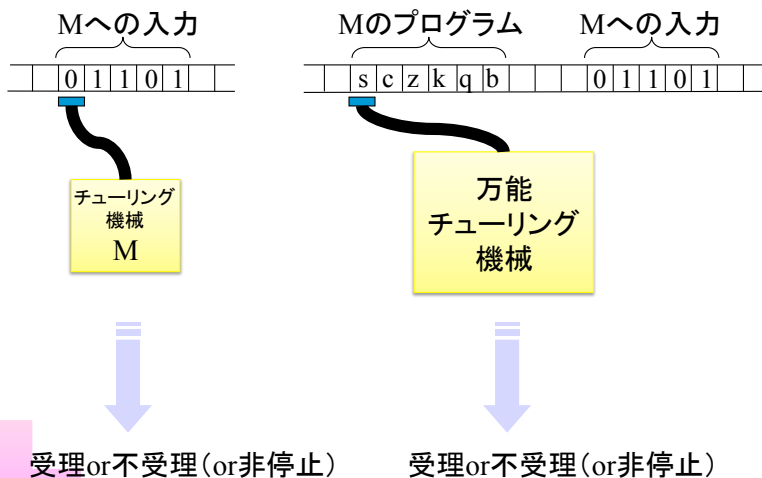 Mへの入力
0 1 1 0 1
チューリング
機械
M
受理or不受理(or非停止)
Mのプログラム
Mへの入力
s c z k q b
0 1 1 0 1
万能
チューリング
機械
受理or不受理(or非停止)